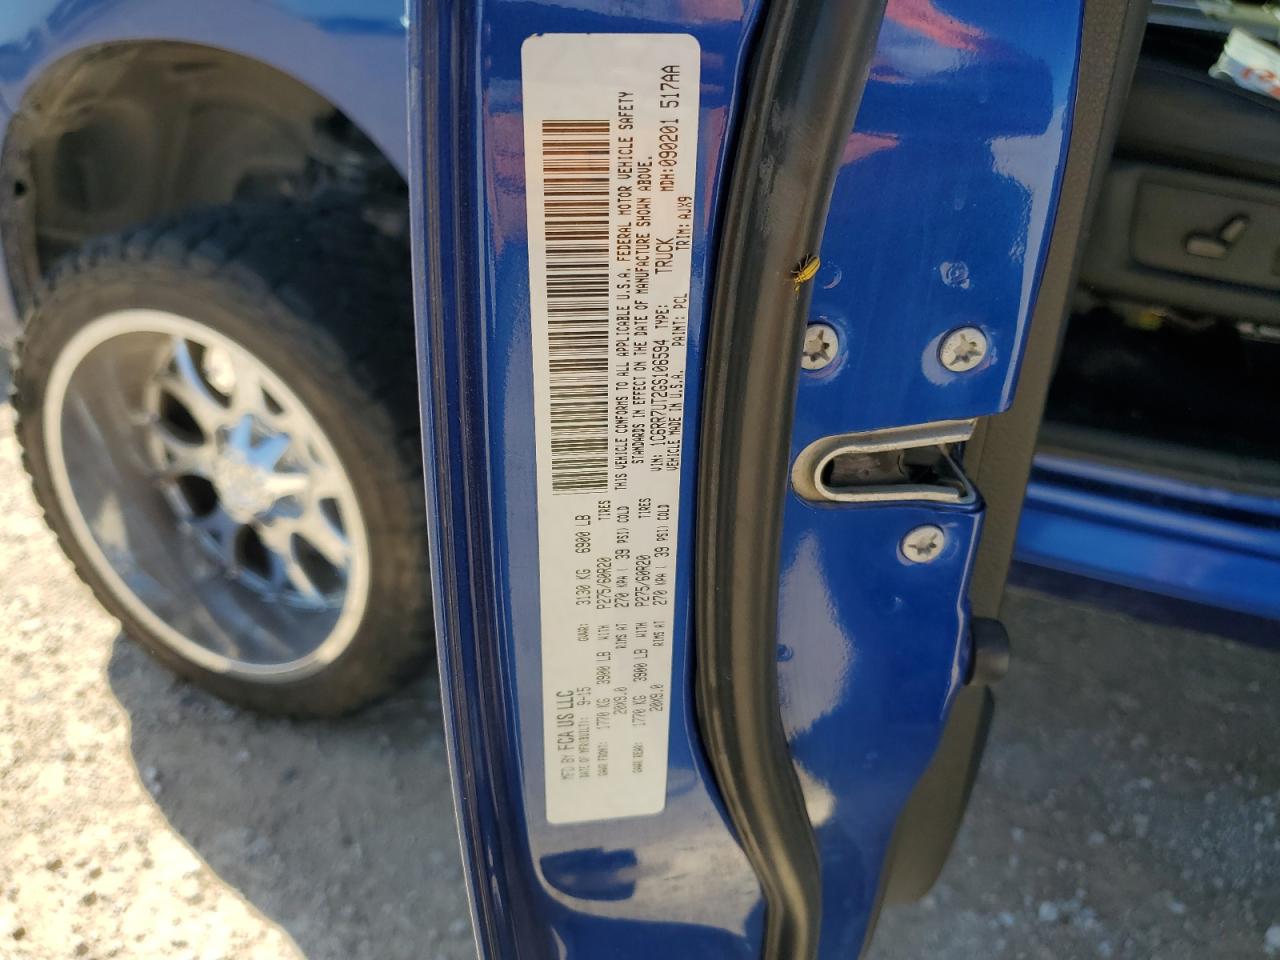 MFD BY FCA US LLC
DATE OF MFR(BUILT): 9-15 GVWR: 3130 KG 6900 LB
GAWR FRONT: 1770 KG 3900 LB WITH P275/60R20 TIRES
20X9.0 RIMS AT 270 KPA ( 39 PSI) COLD
GAWR REAR: 1770 KG 3900 LB WITH P275/60R20 TIRES
20X9.0 RIMS AT 270 KPA ( 39 PSI) COLD
THIS VEHICLE CONFORMS TO ALL APPLICABLE U.S.A. FEDERAL MOTOR VEHICLE SAFETY
STANDARDS IN EFFECT ON THE DATE OF MANUFACTURE SHOWN ABOVE.
VIN: 1C6RR7UT2GS106594 TYPE: TRUCK MDH:090201 517AA
VEHICLE MADE IN U.S.A. PAINT: PCL TRIM: AJX9